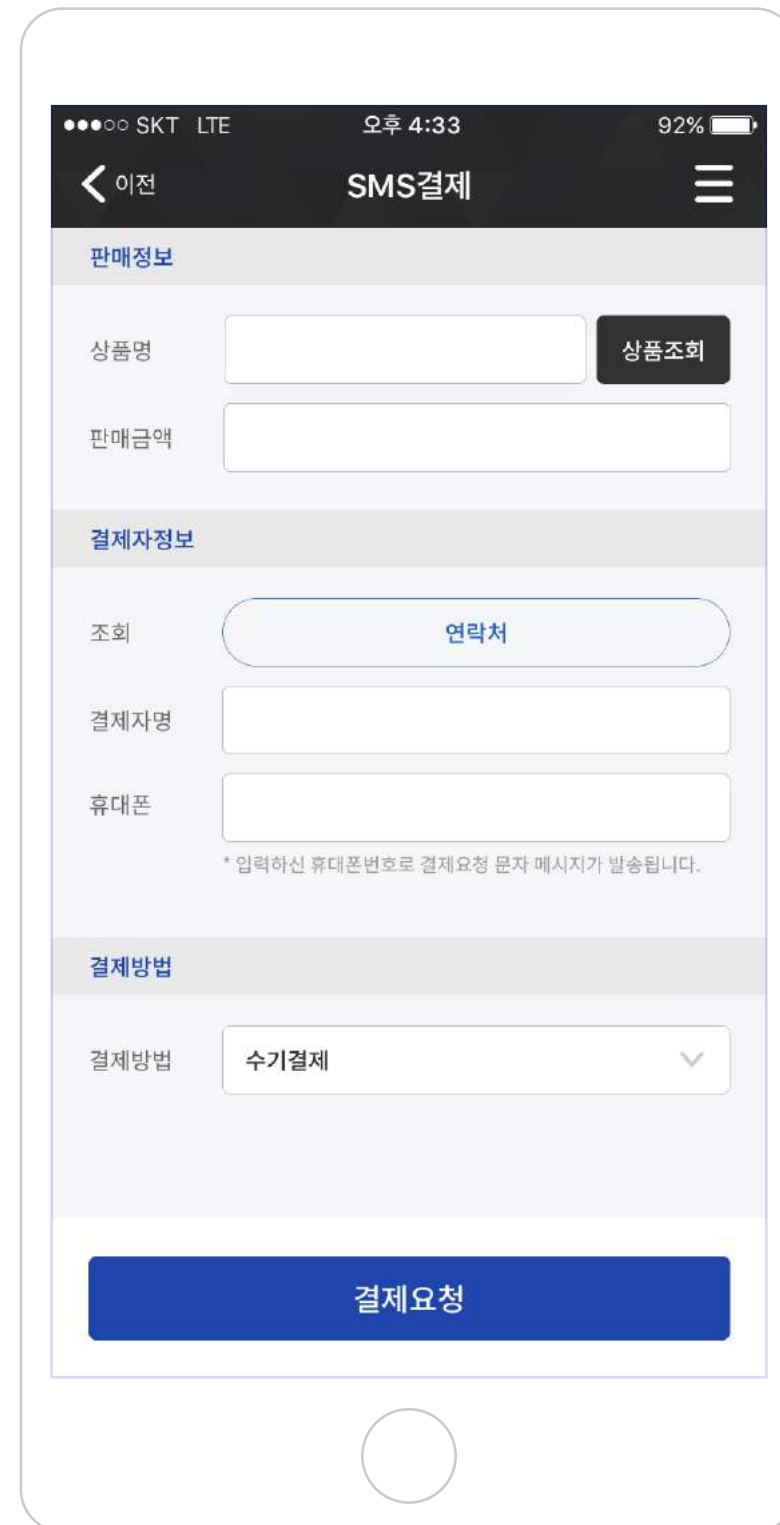 ●●●○○ SKT LTE 오후 4:33 92%
이전 SMS결제
판매정보
상품명 상품조회
판매금액
결제자정보
조회 연락처
결제자명
휴대폰
* 입력하신 휴대폰번호로 결제요청 문자 메시지가 발송됩니다.
결제방법
결제방법 수기결제
결제요청